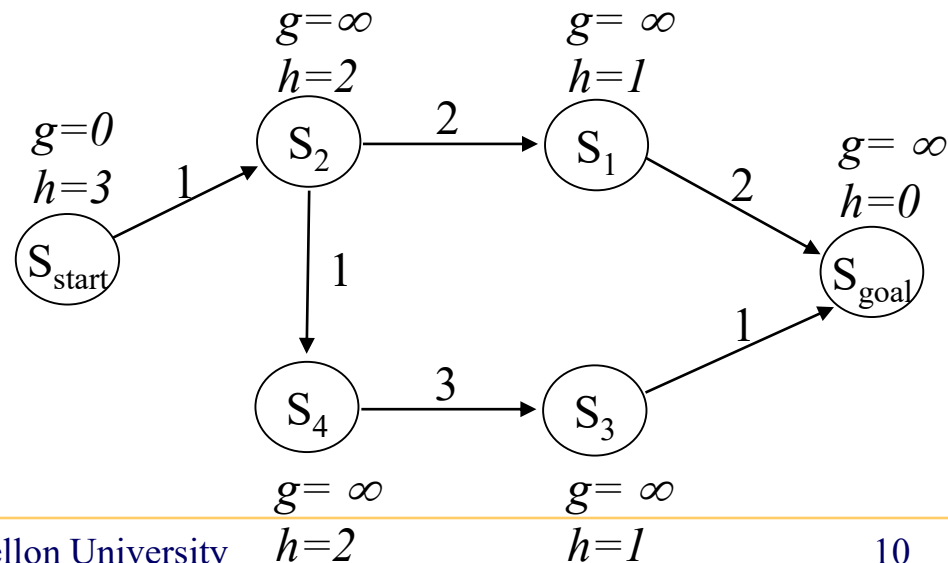 g=∞
h=2
g= ∞
h=1
g=0
h=3
g= ∞
h=0
1
S2
2
S1
2
Sstart
1
Sgoal
S4
3
S3
1
g= ∞
h=2
g= ∞
h=1
ellon University
10